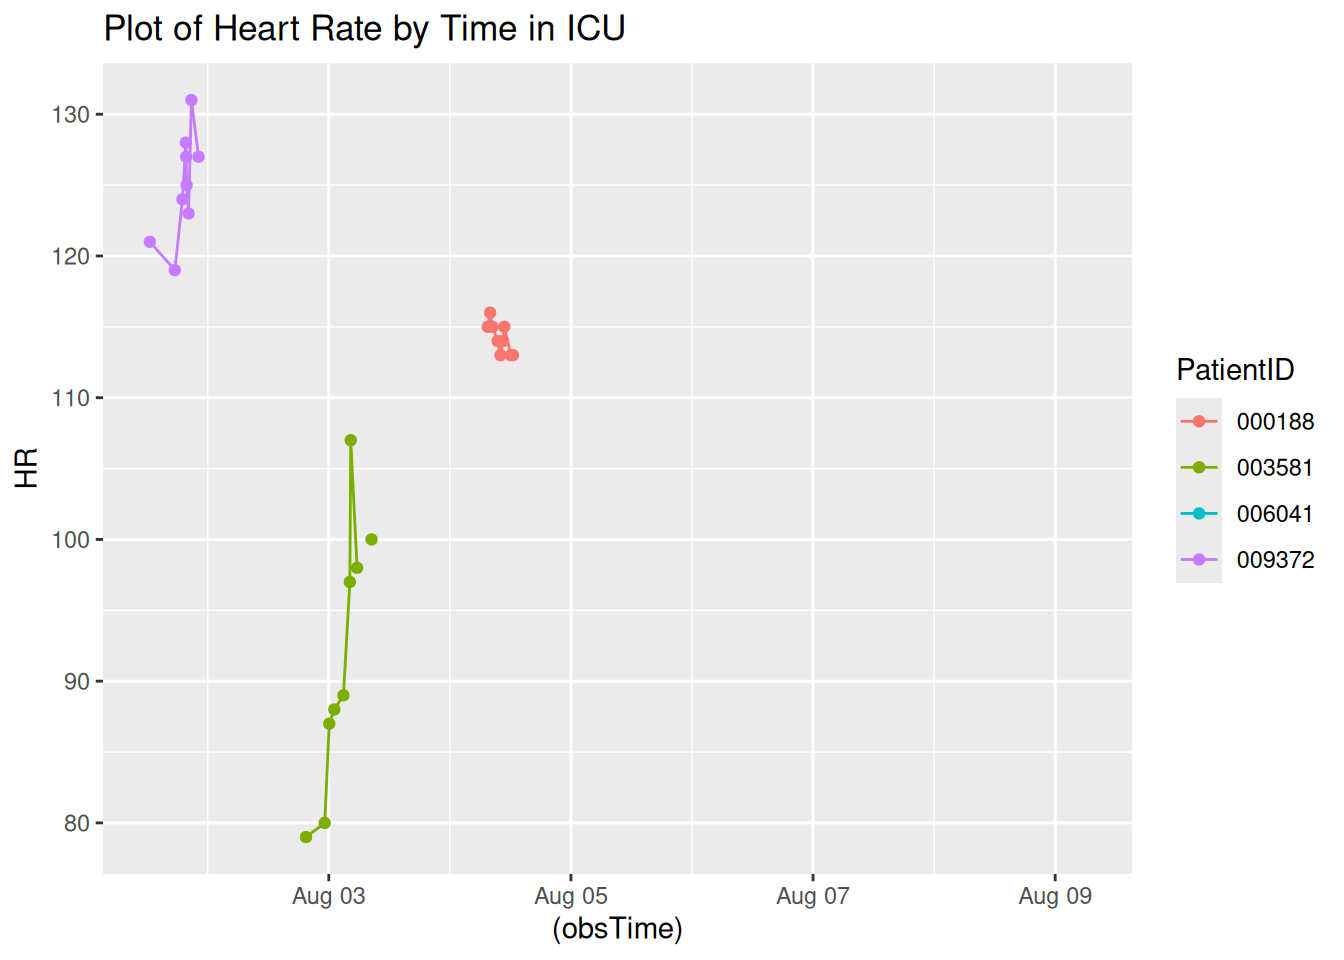 Plot of Heart Rate by Time in ICU
130
120
110
100
90
80
HR
Aug 03
Aug 05
Aug 07
Aug 09
(obsTime)
PatientID
000188
003581
006041
009372